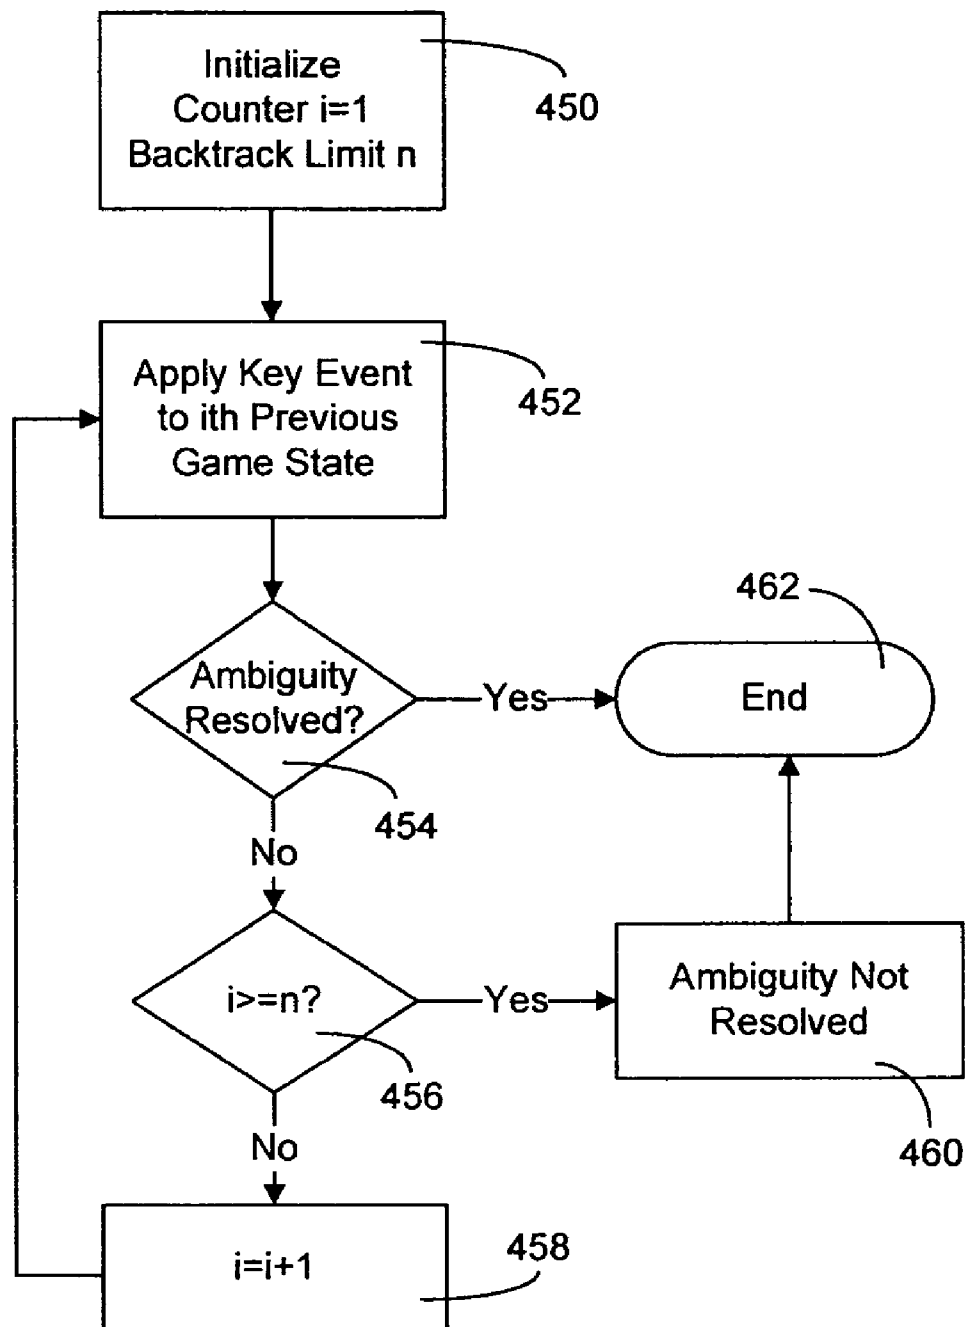 Initialize
Counter i=1
Backtrack Limit n
450
Apply Key Event
to ith Previous
Game State
452
462
Ambiguity
Resolved?
Yes
End
454
No
i>=n?
Yes
Ambiguity Not
Resolved
456
460
No
i=i+1
458